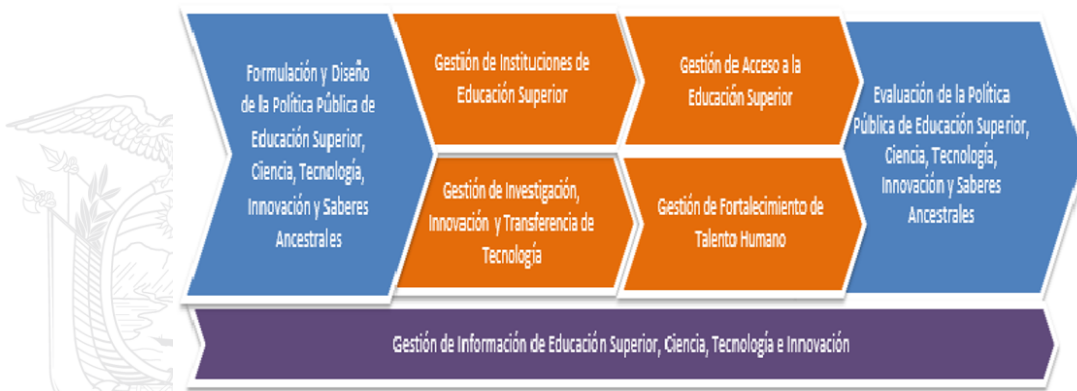 Formulación y Diseño
de la Política Pública de
Educación Superior,
Ciencia, Tecnología,
Innovación y Saberes
Ancestrales
Gestión de Instituciones de
Educación Superior
Gestión de Acceso a la
Educación Superior
Gestión de Investigación,
Innovación y Transferencia de
Tecnología
Gestión de Fortalecimiento de
Talento Humano
Evaluación de la Política
Pública de Educación Superior,
Ciencia, Tecnología,
Innovación y Saberes
Ancestrales
Gestión de Información de Educación Superior, Ciencia, Tecnología e Innovación